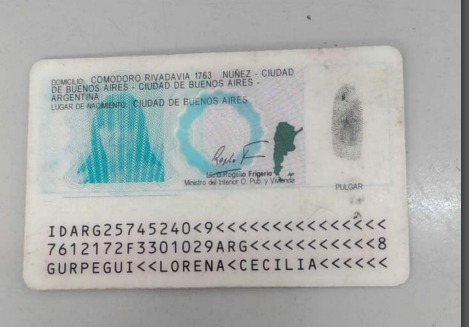 DOMICILIO: COMODORO RIVADAVIA 1763 NUÑEZ - CIUDAD
DE BUENOS AIRES - CIUDAD DE BUENOS AIRES -
ARGENTINA
LUGAR DE NACIMIENTO: CIUDAD DE BUENOS AIRES
Lic. D. Rogelio Frigerio
Ministro del Interior O. Pub. y Vivienda
PULGAR
IDARG25745240<9<<<<<<<<<<<<<<<
7612172F3301029ARG<<<<<<<<<<<8
GURPEGUI<<LORENA<CECILIA<<<<<<